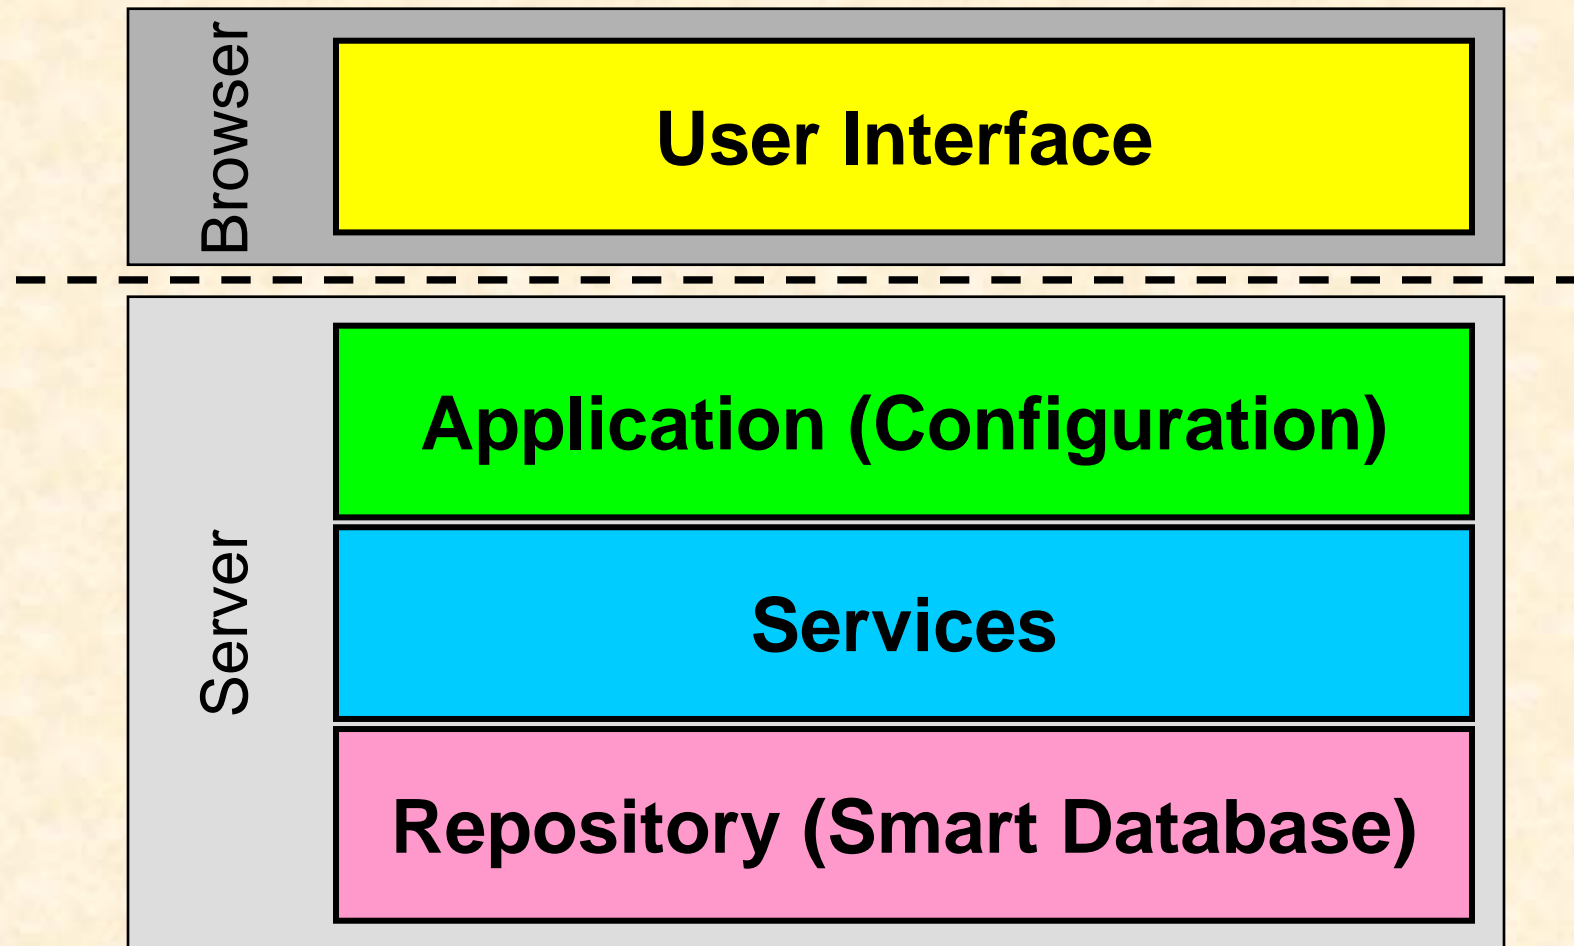 Browser
User Interface
Server
Application (Configuration)
Services
Repository (Smart Database)